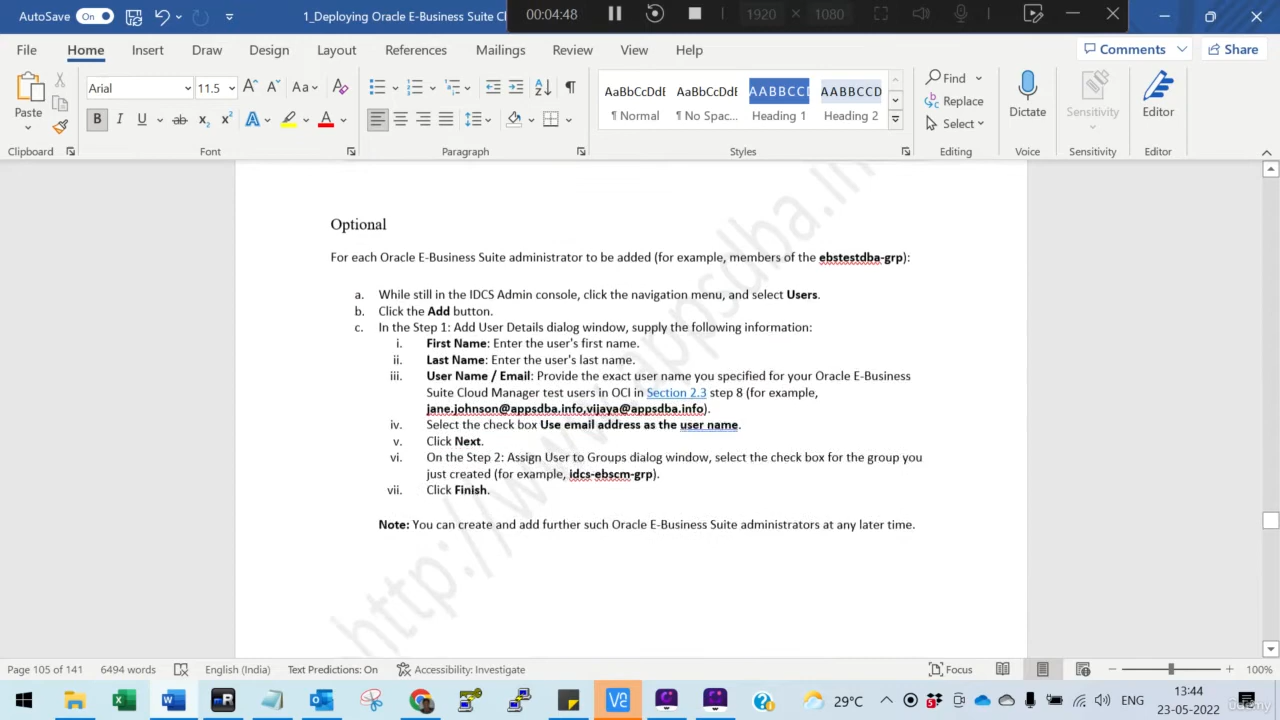 AutoSave On 1_Deploying Oracle E-Business Suite Cl 00:04:48 1920 1080
File Home Insert Draw Design Layout References Mailings Review View Help Comments Share
Arial 11.5 Aa
Paste
B I U ab x₂ x² A A
AaBbCcDdE AaBbCcDdE AABBCCD AABBCCD
¶ Normal ¶ No Spac... Heading 1 Heading 2
Find
Replace
Select
Dictate Sensitivity Editor
Clipboard Font Paragraph Styles Editing Voice Sensitivity Editor
Optional
For each Oracle E-Business Suite administrator to be added (for example, members of the ebstestdba-grp):
a. While still in the IDCS Admin console, click the navigation menu, and select Users.
b. Click the Add button.
c. In the Step 1: Add User Details dialog window, supply the following information:
i. First Name: Enter the user's first name.
ii. Last Name: Enter the user's last name.
iii. User Name / Email: Provide the exact user name you specified for your Oracle E-Business
Suite Cloud Manager test users in OCI in Section 2.3 step 8 (for example,
jane.johnson@appsdba.info,vijaya@appsdba.info).
iv. Select the check box Use email address as the user name.
v. Click Next.
vi. On the Step 2: Assign User to Groups dialog window, select the check box for the group you
just created (for example, idcs-ebscm-grp).
vii. Click Finish.
Note: You can create and add further such Oracle E-Business Suite administrators at any later time.
Page 105 of 141 6494 words English (India) Text Predictions: On Accessibility: Investigate Focus 100%
29°C ENG 13:44
23-05-2022